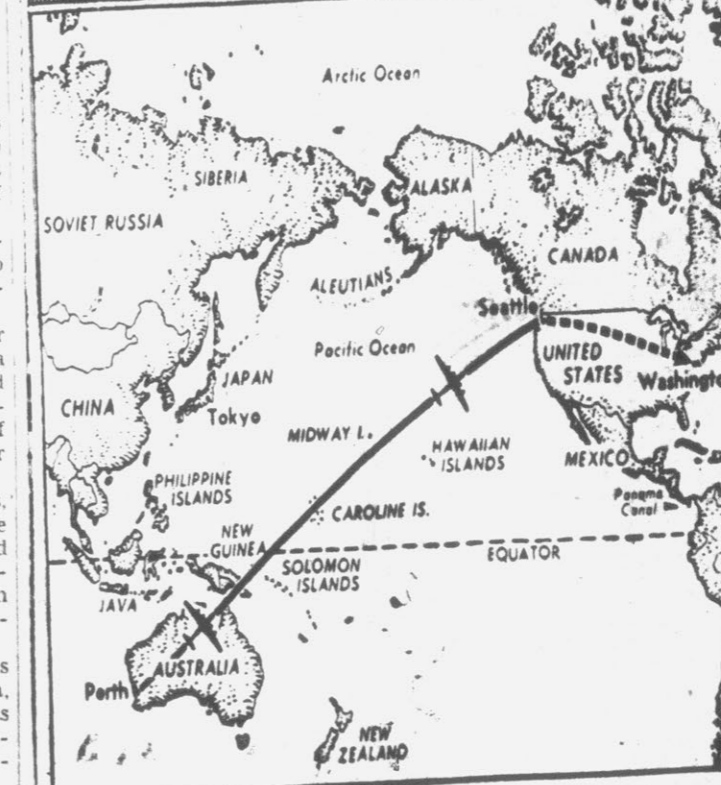 Arctic Ocean
SIBERIA
ALASKA
SOVIET RUSSIA
CANADA
ALEUTIANS
Seattle
Pacific Ocean
UNITED
STATES
Washingt
JAPAN
Tokyo
CHINA
MIDWAY I.
HAWAIIAN
ISLANDS
MEXICO
PHILIPPINE
ISLANDS
Panama
Canal
CAROLINE IS.
NEW
GUINEA
EQUATOR
SOLOMON
ISLANDS
JAVA
AUSTRALIA
Perth
NEW
ZEALAND